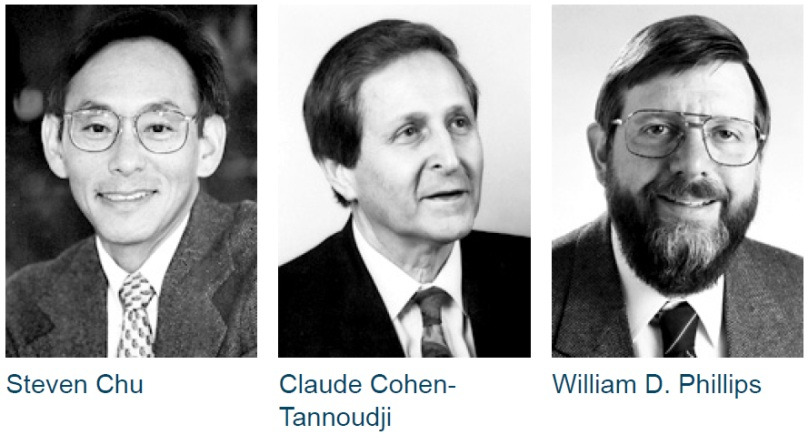 Steven Chu
Claude Cohen-
Tannoudji
William D. Phillips